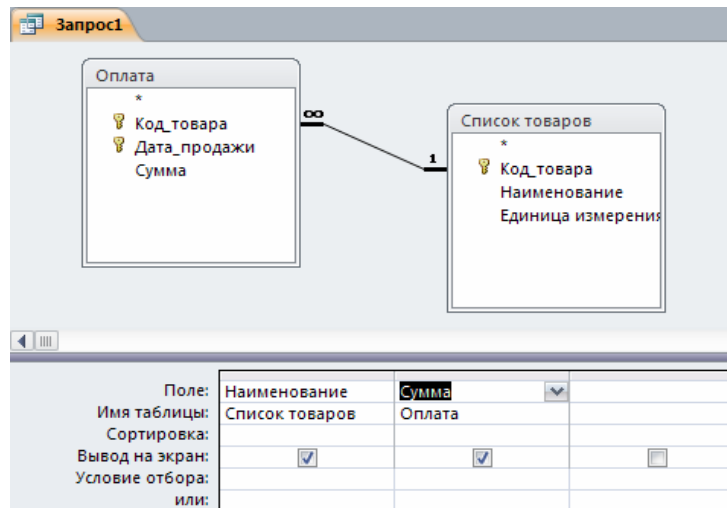 Запрос1
Оплата
*
Код_товара
Дата_продажи
Сумма
∞
1
Список товаров
*
Код_товара
Наименование
Единица измерения
Поле: Наименование Сумма
Имя таблицы: Список товаров Оплата
Сортировка:
Вывод на экран:
Условие отбора:
или: